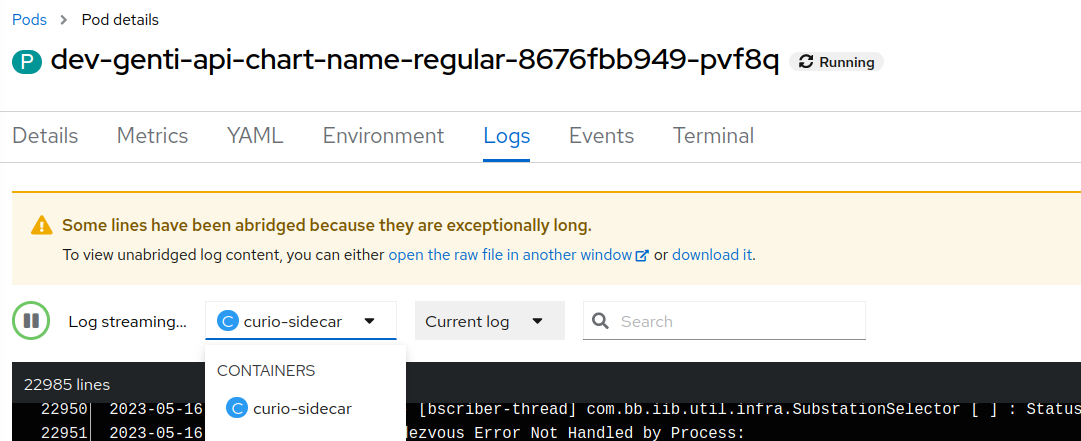 Pods > Pod details
P dev-genti-api-chart-name-regular-8676fbb949-pvf8q Running
Details Metrics YAML Environment Logs Events Terminal
Some lines have been abridged because they are exceptionally long.
To view unabridged log content, you can either open the raw file in another window or download it.
Log streaming... C curio-sidecar Current log Search
CONTAINERS
C curio-sidecar
22985 lines
22950 2023-05-16 [bscriber-thread] com.bb.iib.util.infra.SubstationSelector [ ] : Status
22951 2023-05-16 dezvous Error Not Handled by Process: